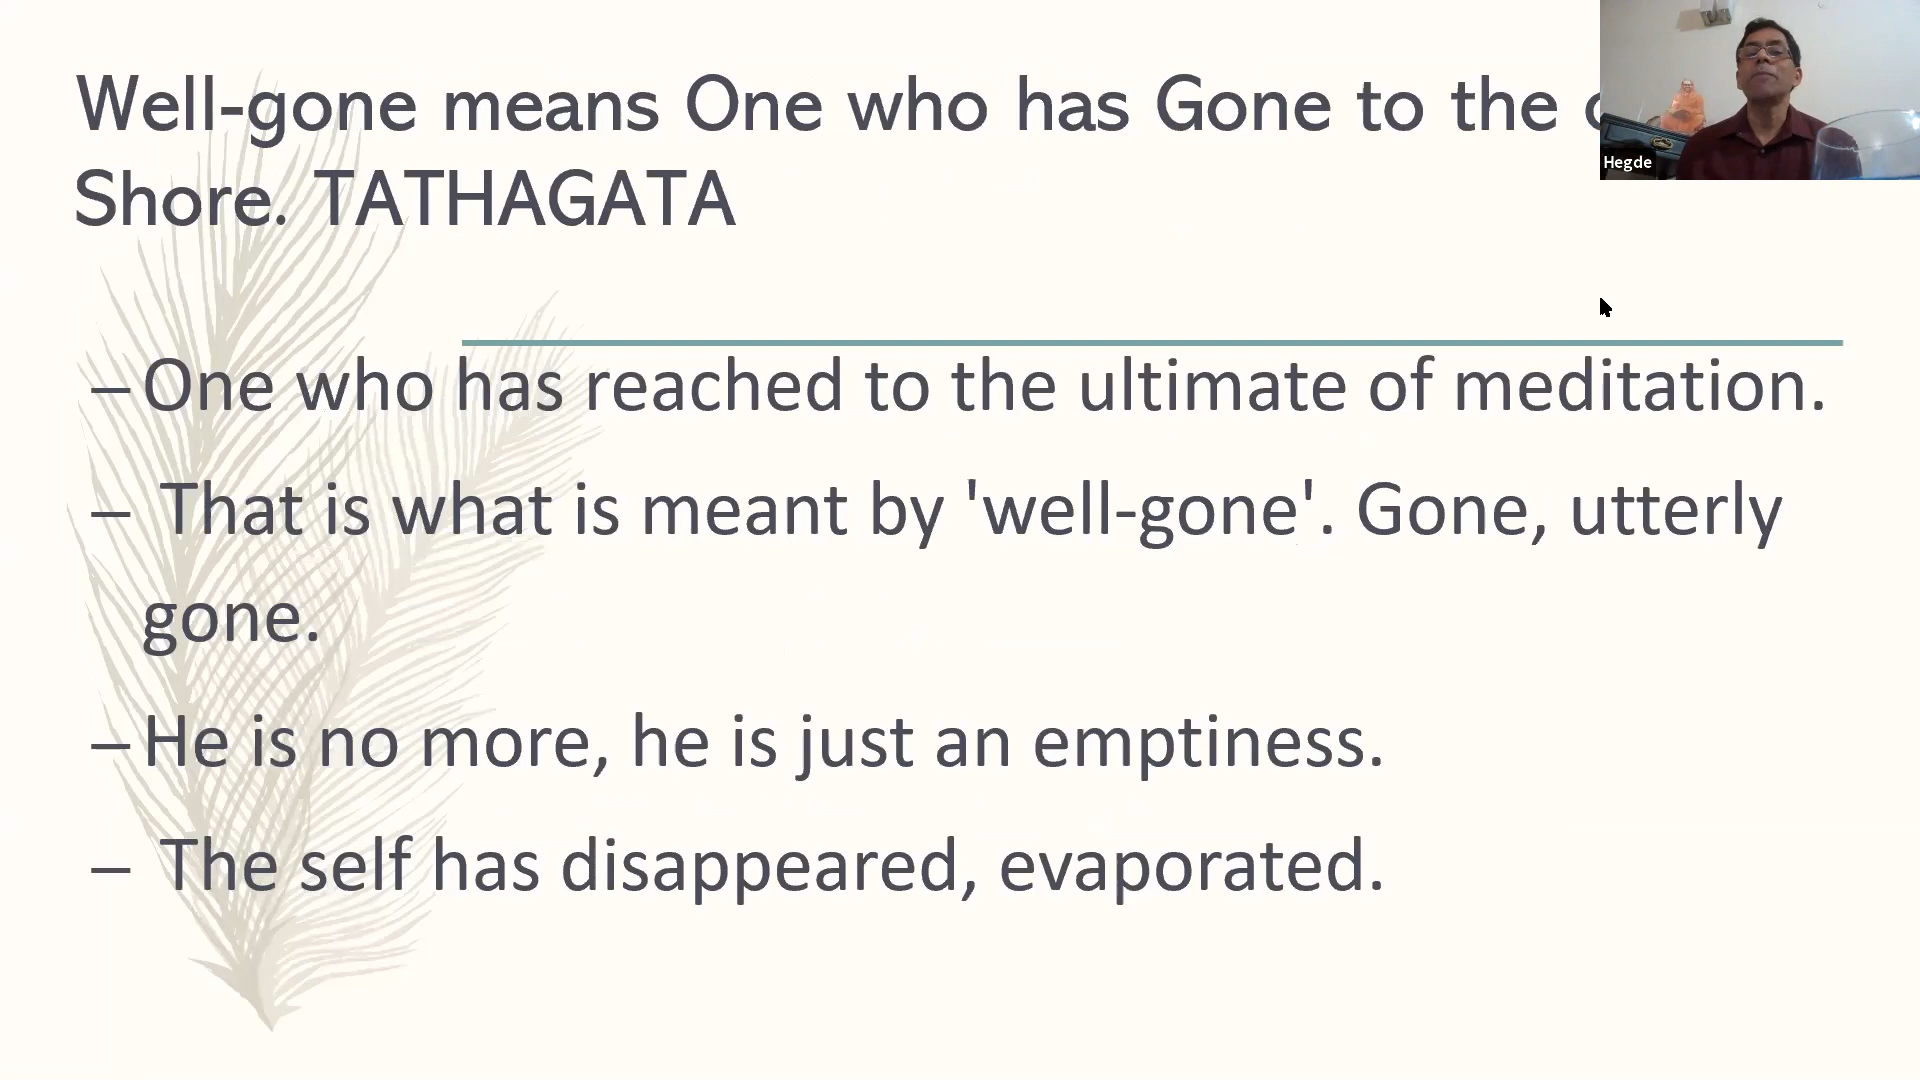 Well-gone means One who has Gone to the
Shore. TATHAGATA
Hegde
– One who has reached to the ultimate of meditation.
– That is what is meant by 'well-gone'. Gone, utterly
gone.
– He is no more, he is just an emptiness.
– The self has disappeared, evaporated.